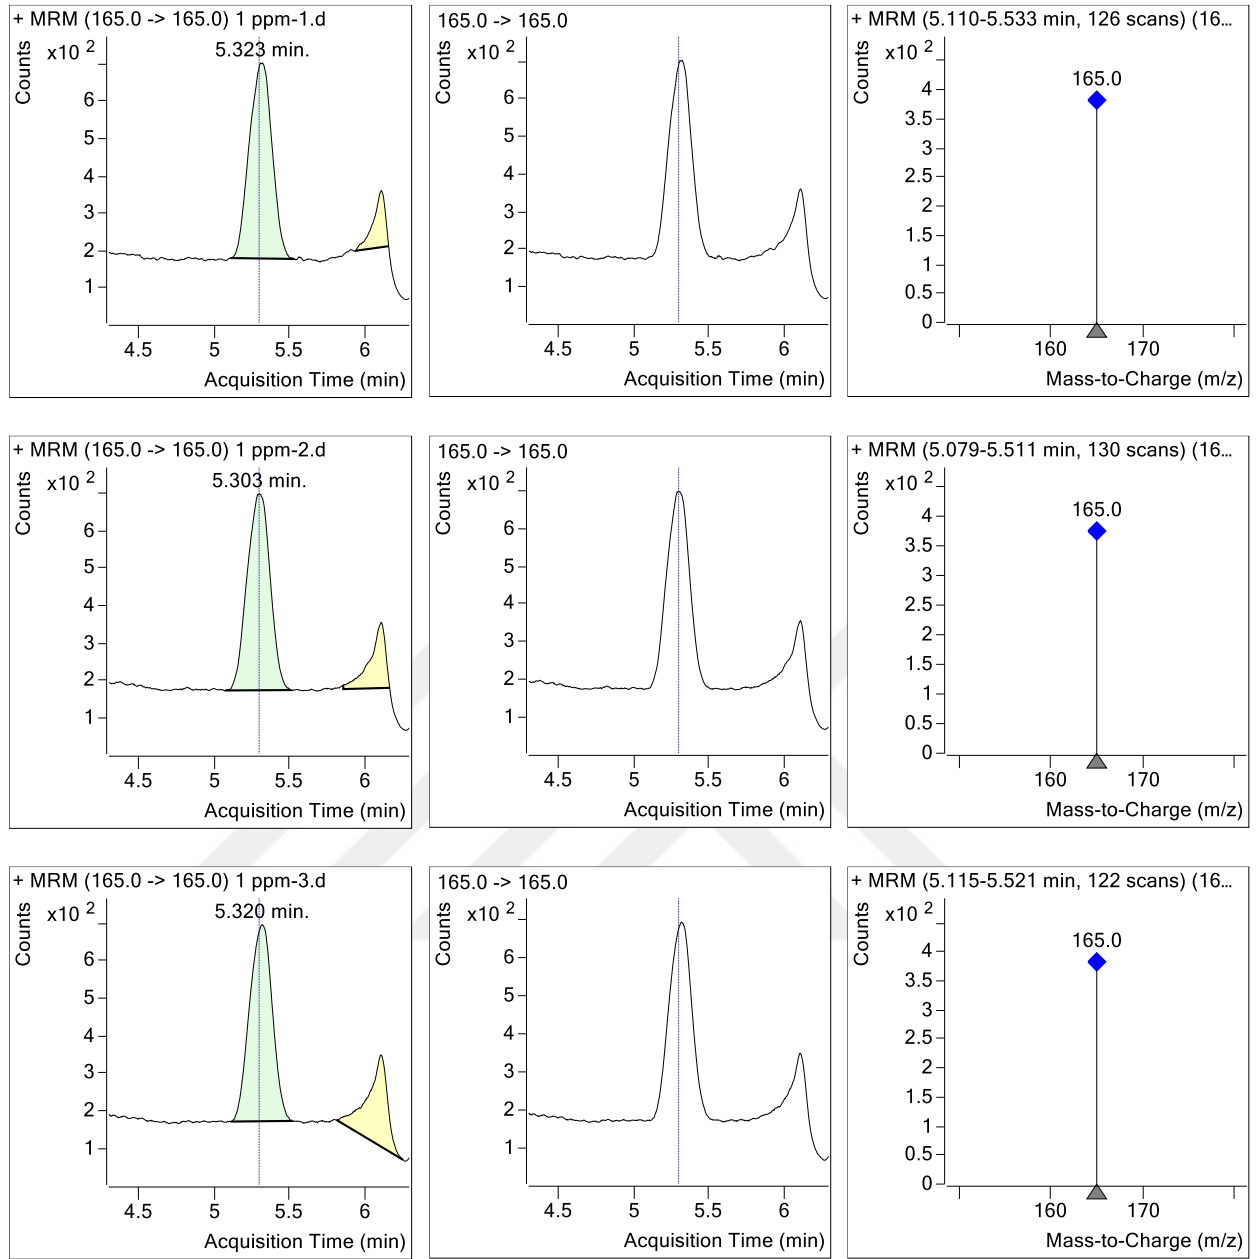 + MRM (165.0 -> 165.0) 1 ppm-1.d
5.323 min.
x10 2
Counts
6
5
4
3
2
1
4.5 5 5.5 6
Acquisition Time (min)
165.0 -> 165.0
x10 2
Counts
6
5
4
3
2
1
4.5 5 5.5 6
Acquisition Time (min)
+ MRM (5.110-5.533 min, 126 scans) (16...
x10 2
Counts
165.0
4
3.5
3
2.5
2
1.5
1
0.5
0
160 170
Mass-to-Charge (m/z)
+ MRM (165.0 -> 165.0) 1 ppm-2.d
5.303 min.
x10 2
Counts
6
5
4
3
2
1
4.5 5 5.5 6
Acquisition Time (min)
165.0 -> 165.0
x10 2
Counts
6
5
4
3
2
1
4.5 5 5.5 6
Acquisition Time (min)
+ MRM (5.079-5.511 min, 130 scans) (16...
x10 2
Counts
165.0
4
3.5
3
2.5
2
1.5
1
0.5
0
160 170
Mass-to-Charge (m/z)
+ MRM (165.0 -> 165.0) 1 ppm-3.d
5.320 min.
x10 2
Counts
6
5
4
3
2
1
4.5 5 5.5 6
Acquisition Time (min)
165.0 -> 165.0
x10 2
Counts
6
5
4
3
2
1
4.5 5 5.5 6
Acquisition Time (min)
+ MRM (5.115-5.521 min, 122 scans) (16...
x10 2
Counts
165.0
4
3.5
3
2.5
2
1.5
1
0.5
0
160 170
Mass-to-Charge (m/z)